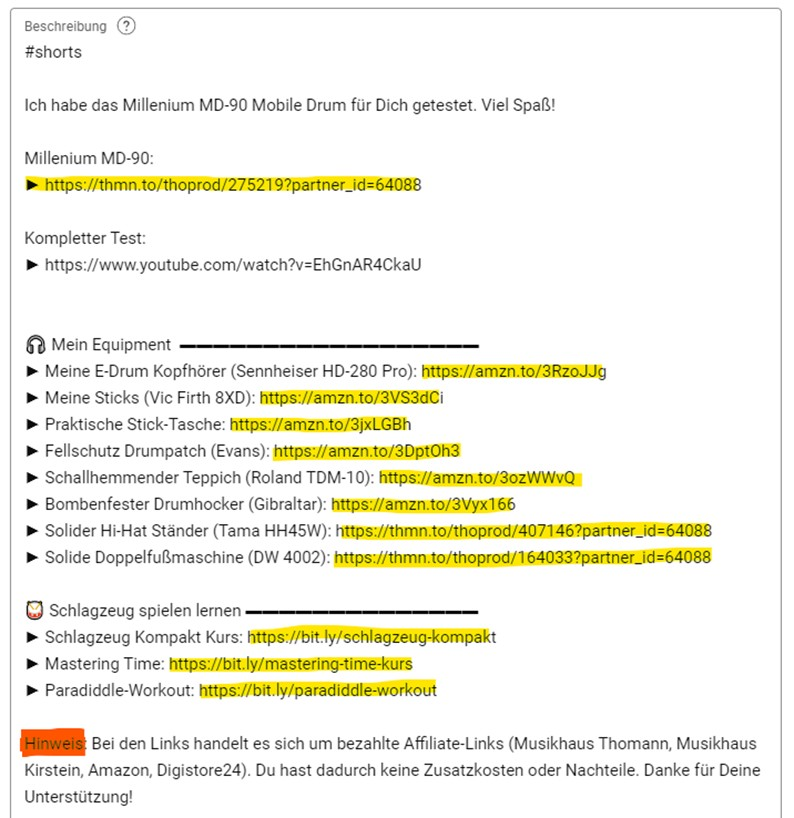 Beschreibung ?
#shorts
Ich habe das Millenium MD-90 Mobile Drum für Dich getestet. Viel Spaß!
Millenium MD-90:
► https://thmn.to/thoprod/275219?partner_id=64088
Kompletter Test:
► https://www.youtube.com/watch?v=EhGnAR4CkaU
🎧 Mein Equipment ▬▬▬▬▬▬▬▬▬▬▬▬▬▬▬▬▬▬
► Meine E-Drum Kopfhörer (Sennheiser HD-280 Pro): https://amzn.to/3RzoJJg
► Meine Sticks (Vic Firth 8XD): https://amzn.to/3VS3dCi
► Praktische Stick-Tasche: https://amzn.to/3jxLGBh
► Fellschutz Drumpatch (Evans): https://amzn.to/3DptOh3
► Schallhemmender Teppich (Roland TDM-10): https://amzn.to/3ozWWvQ
► Bombenfester Drumhocker (Gibraltar): https://amzn.to/3Vyx166
► Solider Hi-Hat Ständer (Tama HH45W): https://thmn.to/thoprod/407146?partner_id=64088
► Solide Doppelfußmaschine (DW 4002): https://thmn.to/thoprod/164033?partner_id=64088
🥁 Schlagzeug spielen lernen ▬▬▬▬▬▬▬▬▬▬▬▬▬▬
► Schlagzeug Kompakt Kurs: https://bit.ly/schlagzeug-kompakt
► Mastering Time: https://bit.ly/mastering-time-kurs
► Paradiddle-Workout: https://bit.ly/paradiddle-workout
Hinweis: Bei den Links handelt es sich um bezahlte Affiliate-Links (Musikhaus Thomann, Musikhaus
Kirstein, Amazon, Digistore24). Du hast dadurch keine Zusatzkosten oder Nachteile. Danke für Deine
Unterstützung!